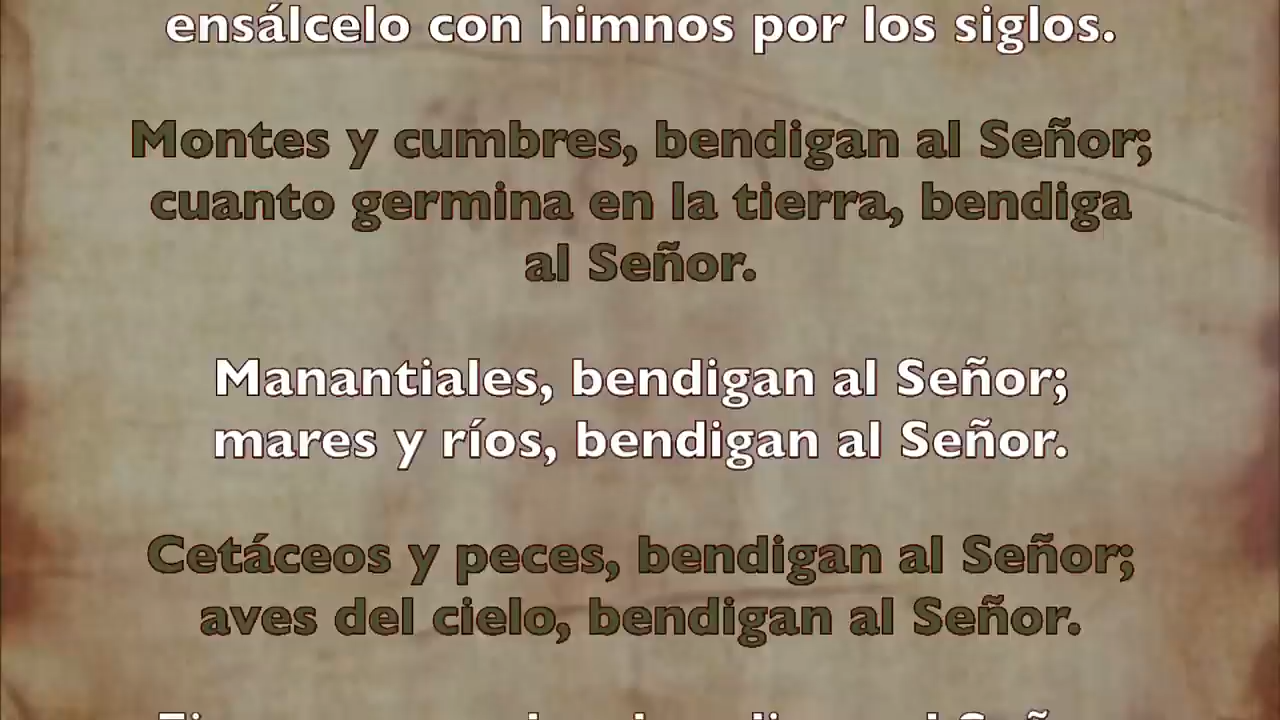 ensálcelo con himnos por los siglos.
Montes y cumbres, bendigan al Señor;
cuanto germina en la tierra, bendiga
al Señor.
Manantiales, bendigan al Señor;
mares y ríos, bendigan al Señor.
Cetáceos y peces, bendigan al Señor;
aves del cielo, bendigan al Señor.